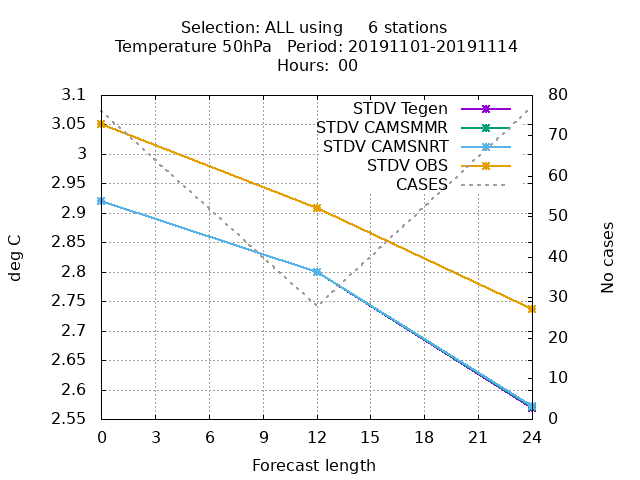 Selection: ALL using     6 stations
Temperature 50hPa   Period: 20191101-20191114
Hours:  00
3.1
3.05
3
2.95
2.9
2.85
2.8
2.75
2.7
2.65
2.6
2.55
deg C
STDV Tegen
STDV CAMSMMR
STDV CAMSNRT
STDV OBS
CASES
80
70
60
50
40
30
20
10
0
No cases
0 3 6 9 12 15 18 21 24
Forecast length